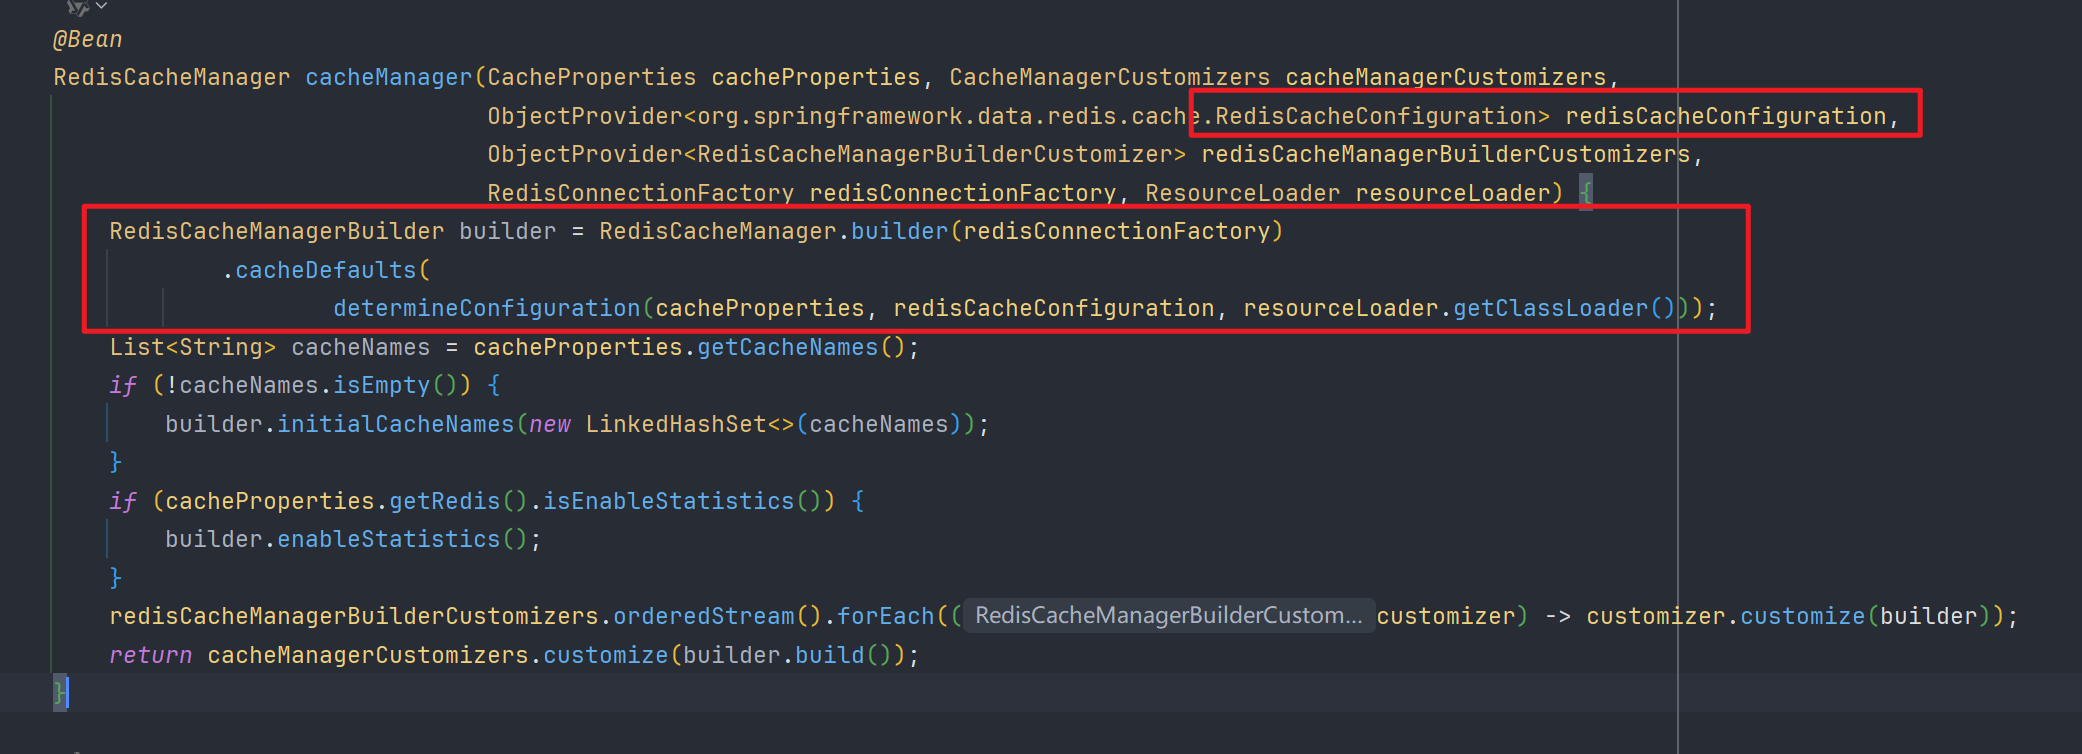 @Bean
RedisCacheManager cacheManager(CacheProperties cacheProperties, CacheManagerCustomizers cacheManagerCustomizers,
ObjectProvider<org.springframework.data.redis.cache.RedisCacheConfiguration> redisCacheConfiguration,
ObjectProvider<RedisCacheManagerBuilderCustomizer> redisCacheManagerBuilderCustomizers,
RedisConnectionFactory redisConnectionFactory, ResourceLoader resourceLoader) {
RedisCacheManagerBuilder builder = RedisCacheManager.builder(redisConnectionFactory)
.cacheDefaults(
determineConfiguration(cacheProperties, redisCacheConfiguration, resourceLoader.getClassLoader()));
List<String> cacheNames = cacheProperties.getCacheNames();
if (!cacheNames.isEmpty()) {
builder.initialCacheNames(new LinkedHashSet<>(cacheNames));
}
if (cacheProperties.getRedis().isEnableStatistics()) {
builder.enableStatistics();
}
redisCacheManagerBuilderCustomizers.orderedStream().forEach(( RedisCacheManagerBuilderCustom... customizer) -> customizer.customize(builder));
return cacheManagerCustomizers.customize(builder.build());
}